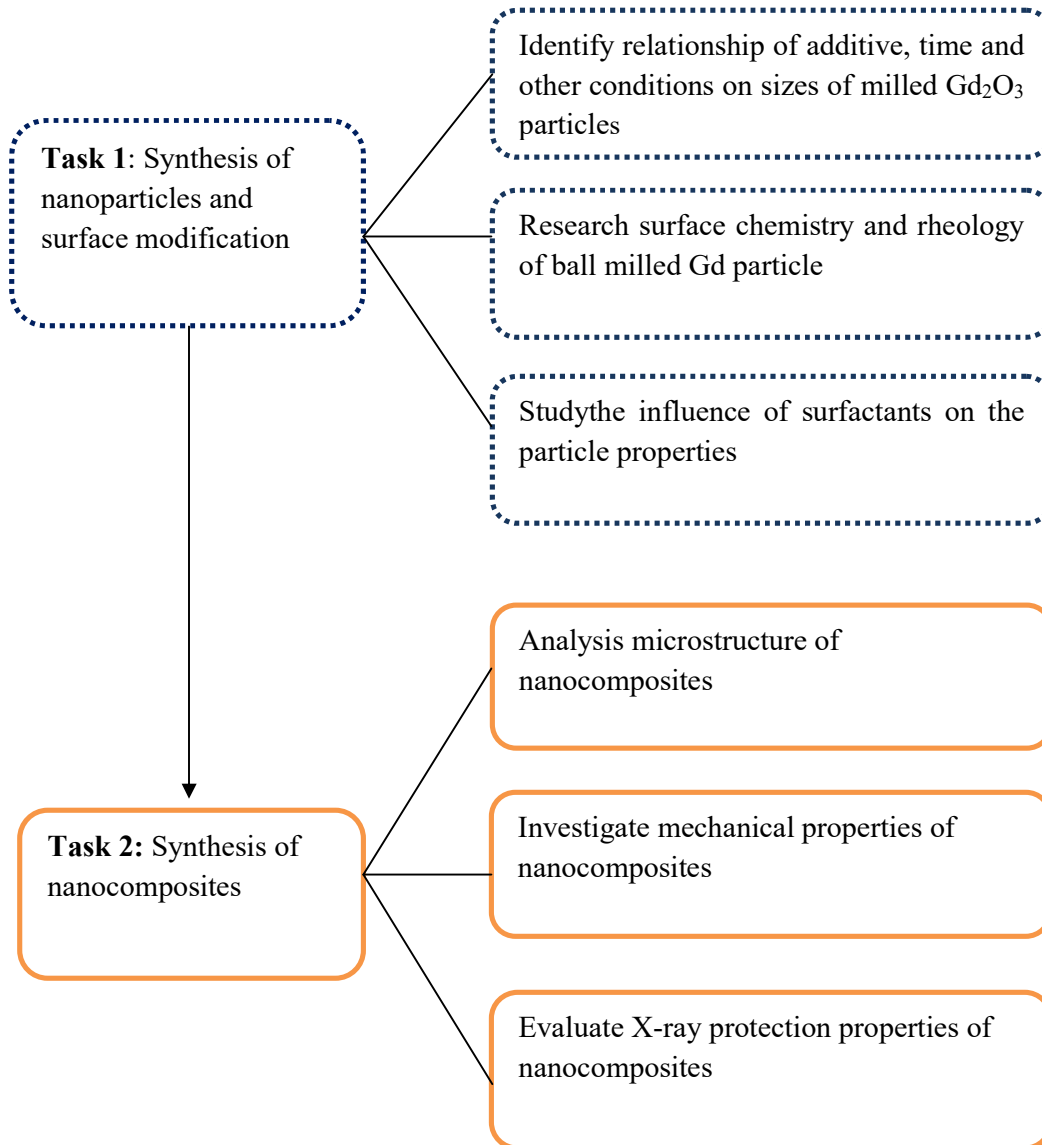 Identify relationship of additive, time and
other conditions on sizes of milled Gd₂O₃
particles
Task 1: Synthesis of
nanoparticles and
surface modification
Research surface chemistry and rheology
of ball milled Gd particle
Studythe influence of surfactants on the
particle properties
Analysis microstructure of
nanocomposites
Task 2: Synthesis of
nanocomposites
Investigate mechanical properties of
nanocomposites
Evaluate X-ray protection properties of
nanocomposites